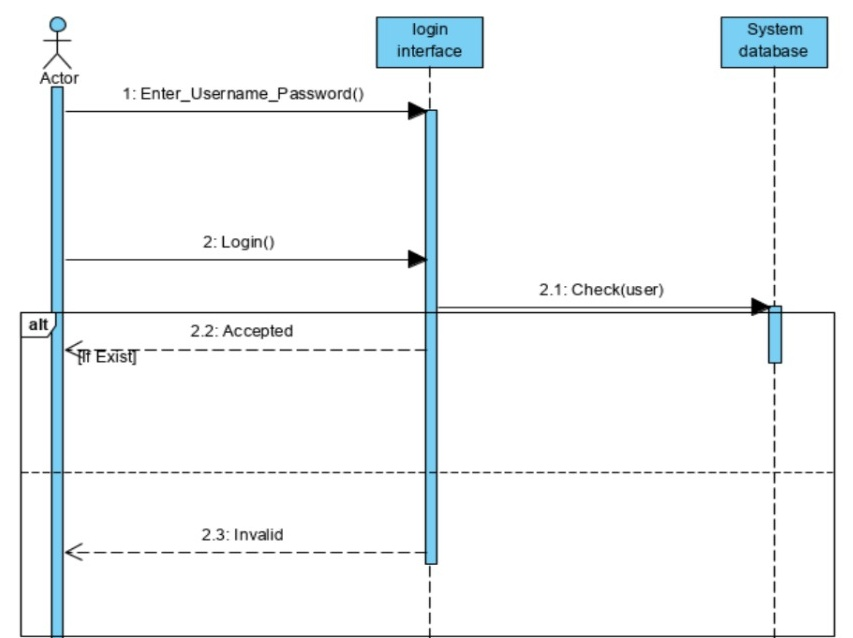 login
interface
System
database
Actor
1: Enter_Username_Password()
2: Login()
2.1: Check(user)
alt
2.2: Accepted
[If Exist]
2.3: Invalid